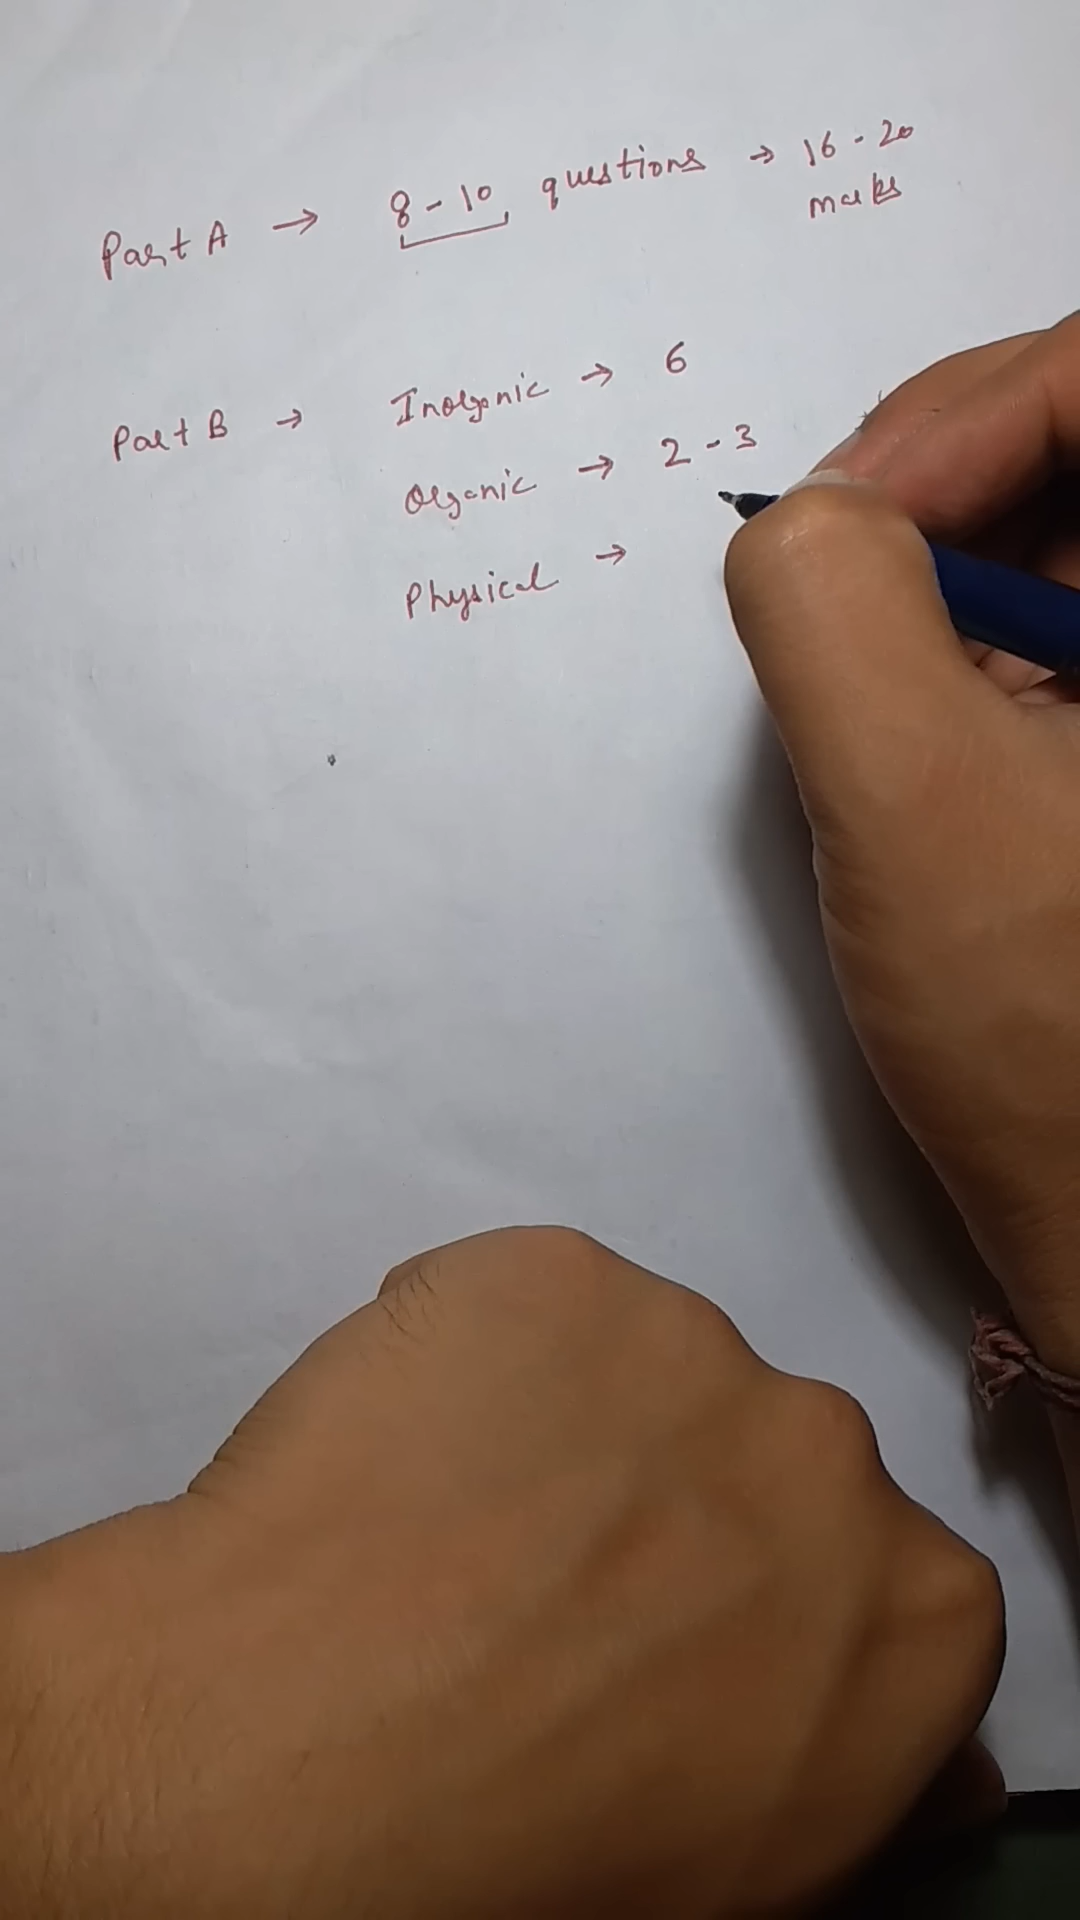 Part A → 8 - 10 questions → 16 - 20
marks
Part B → Inorganic → 6
Organic → 2 - 3
Physical →